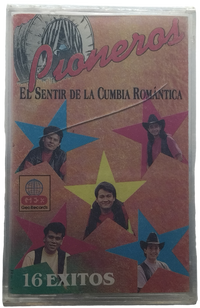 Pioneros
EL SENTIR DE LA CUMBIA ROMÁNTICA
16 EXITOS